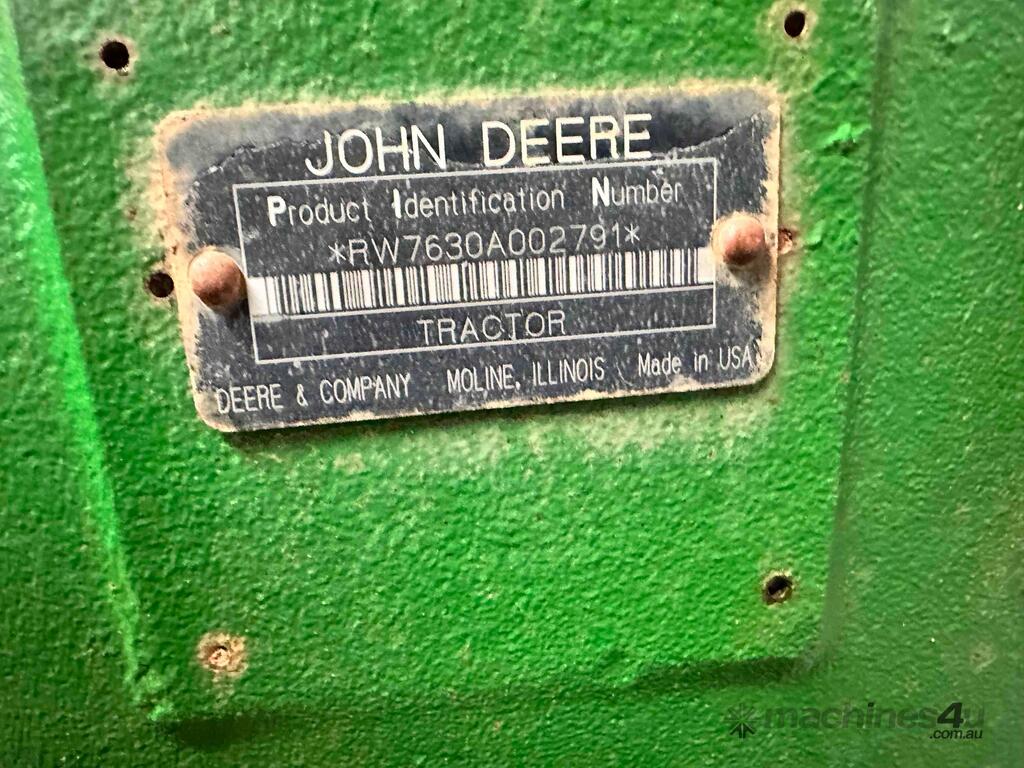 JOHN DEERE
Product Identification Number
*RW7630A002791*
TRACTOR
DEERE & COMPANY MOLINE, ILLINOIS Made in USA
machines4u
.com.au